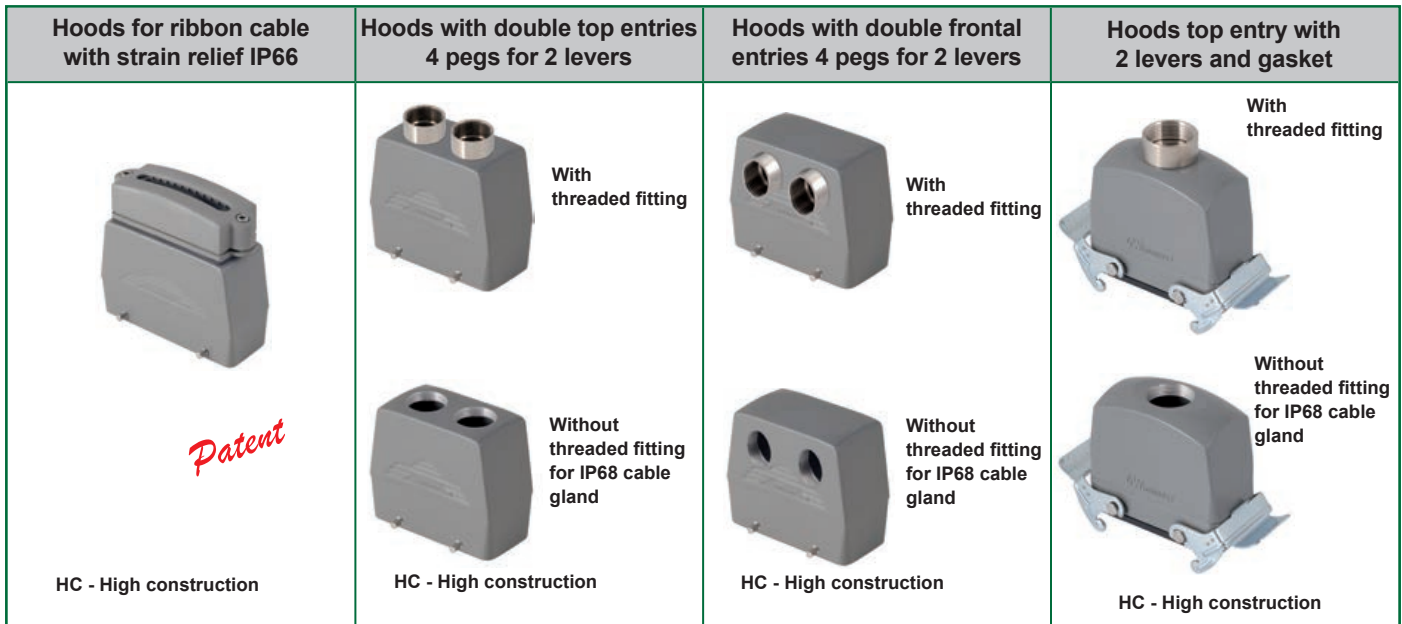 Hoods for ribbon cable
with strain relief IP66
Hoods with double top entries
4 pegs for 2 levers
Hoods with double frontal
entries 4 pegs for 2 levers
Hoods top entry with
2 levers and gasket
Patent
HC - High construction
With
threaded fitting
Without
threaded fitting
for IP68 cable
gland
HC - High construction
With
threaded fitting
Without
threaded fitting
for IP68 cable
gland
HC - High construction
With
threaded fitting
Without
threaded fitting
for IP68 cable
gland
HC - High construction